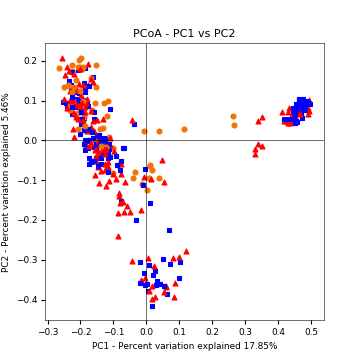 PCoA - PC1 vs PC2
PC2 - Percent variation explained 5.46%
0.2
0.1
0.0
−0.1
−0.2
−0.3
−0.4
−0.3 −0.2 −0.1 0.0 0.1 0.2 0.3 0.4 0.5
PC1 - Percent variation explained 17.85%